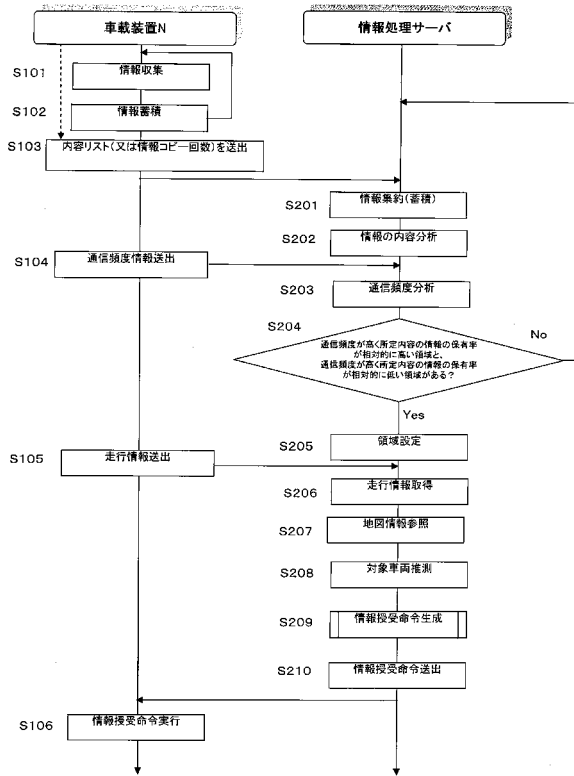 車載装置N
情報処理サーバ
S101
情報収集
S102
情報蓄積
S103
内容リスト(又は情報コピー回数)を送出
S201
情報集約(蓄積)
S202
情報の内容分析
S104
通信頻度情報送出
S203
通信頻度分析
S204
通信頻度が高く所定内容の情報の保有率
が相対的に高い領域と、
通信頻度が高く所定内容の情報の保有率
が相対的に低い領域がある?
No
Yes
S205
領域設定
S105
走行情報送出
S206
走行情報取得
S207
地図情報参照
S208
対象車両推測
S209
情報授受命令生成
S210
情報授受命令送出
S106
情報授受命令実行